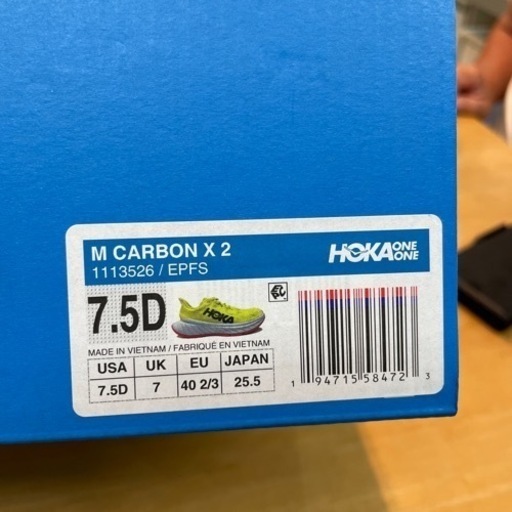 M CARBON X 2
1113526 / EPFS
HOKA ONE ONE
7.5D
HOKA
MADE IN VIETNAM / FABRIQUÉ EN VIETNAM
USA UK EU JAPAN
7.5D 7 40 2/3 25.5
1 94715 58472 3